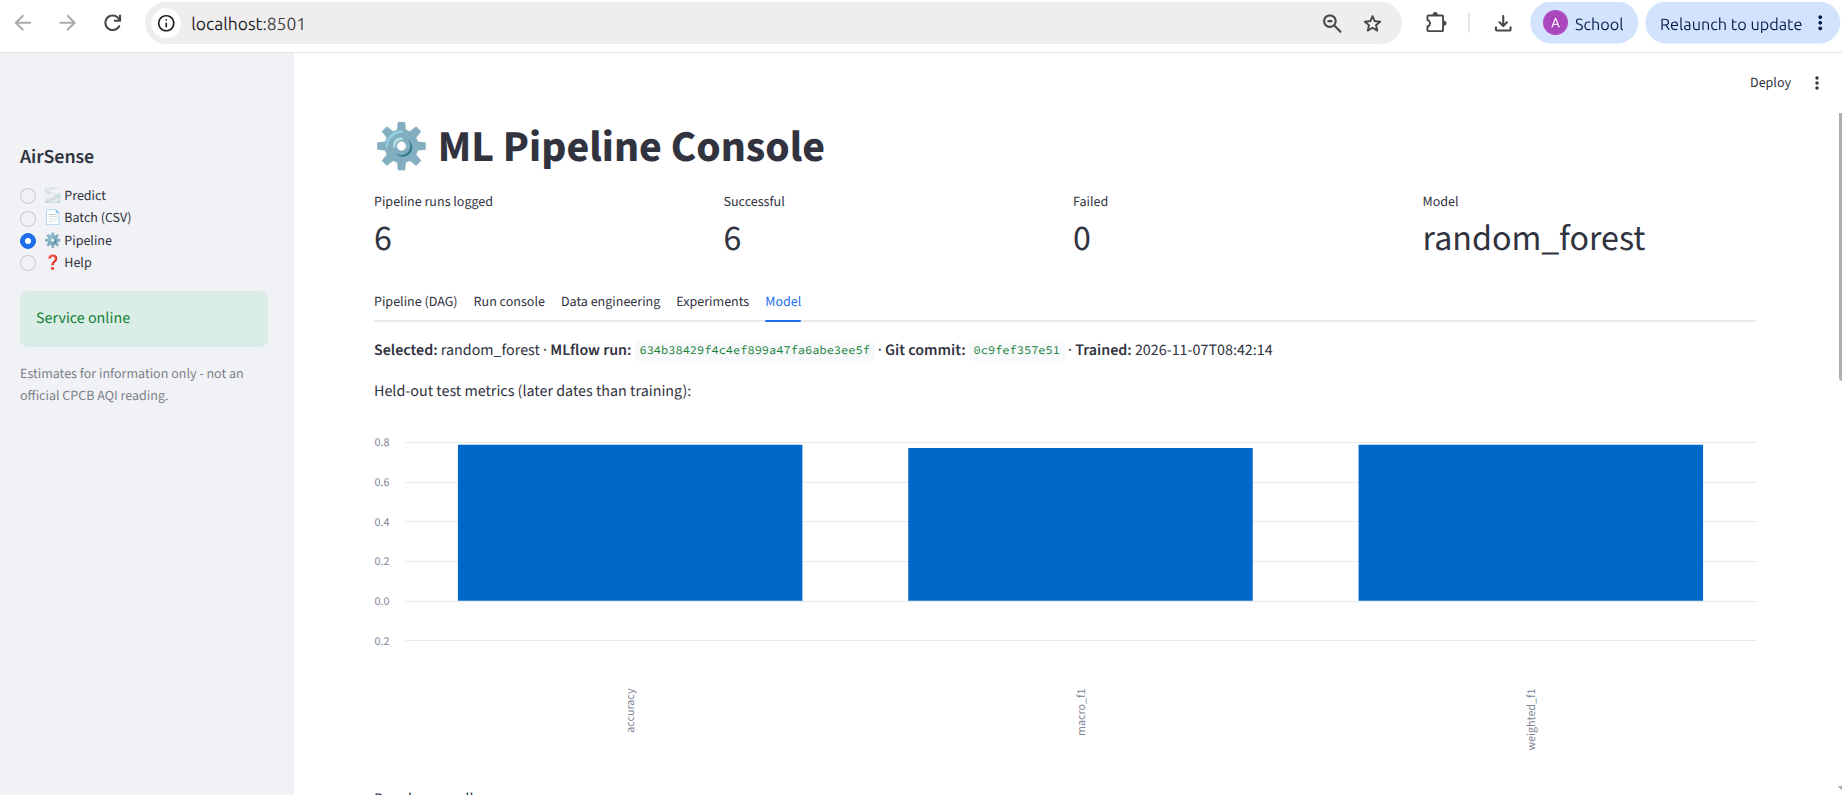 localhost:8501
A School
Relaunch to update
Deploy
AirSense
Predict
Batch (CSV)
Pipeline
Help
Service online
Estimates for information only - not an
official CPCB AQI reading.
ML Pipeline Console
Pipeline runs logged
6
Successful
6
Failed
0
Model
random_forest
Pipeline (DAG) Run console Data engineering Experiments Model
Selected: random_forest · MLflow run: 634b38429f4c4ef899a47fa6abe3ee5f · Git commit: 0c9fef357e51 · Trained: 2026-11-07T08:42:14
Held-out test metrics (later dates than training):
0.8
0.6
0.4
0.2
0.0
0.2
accuracy
macro_f1
weighted_f1